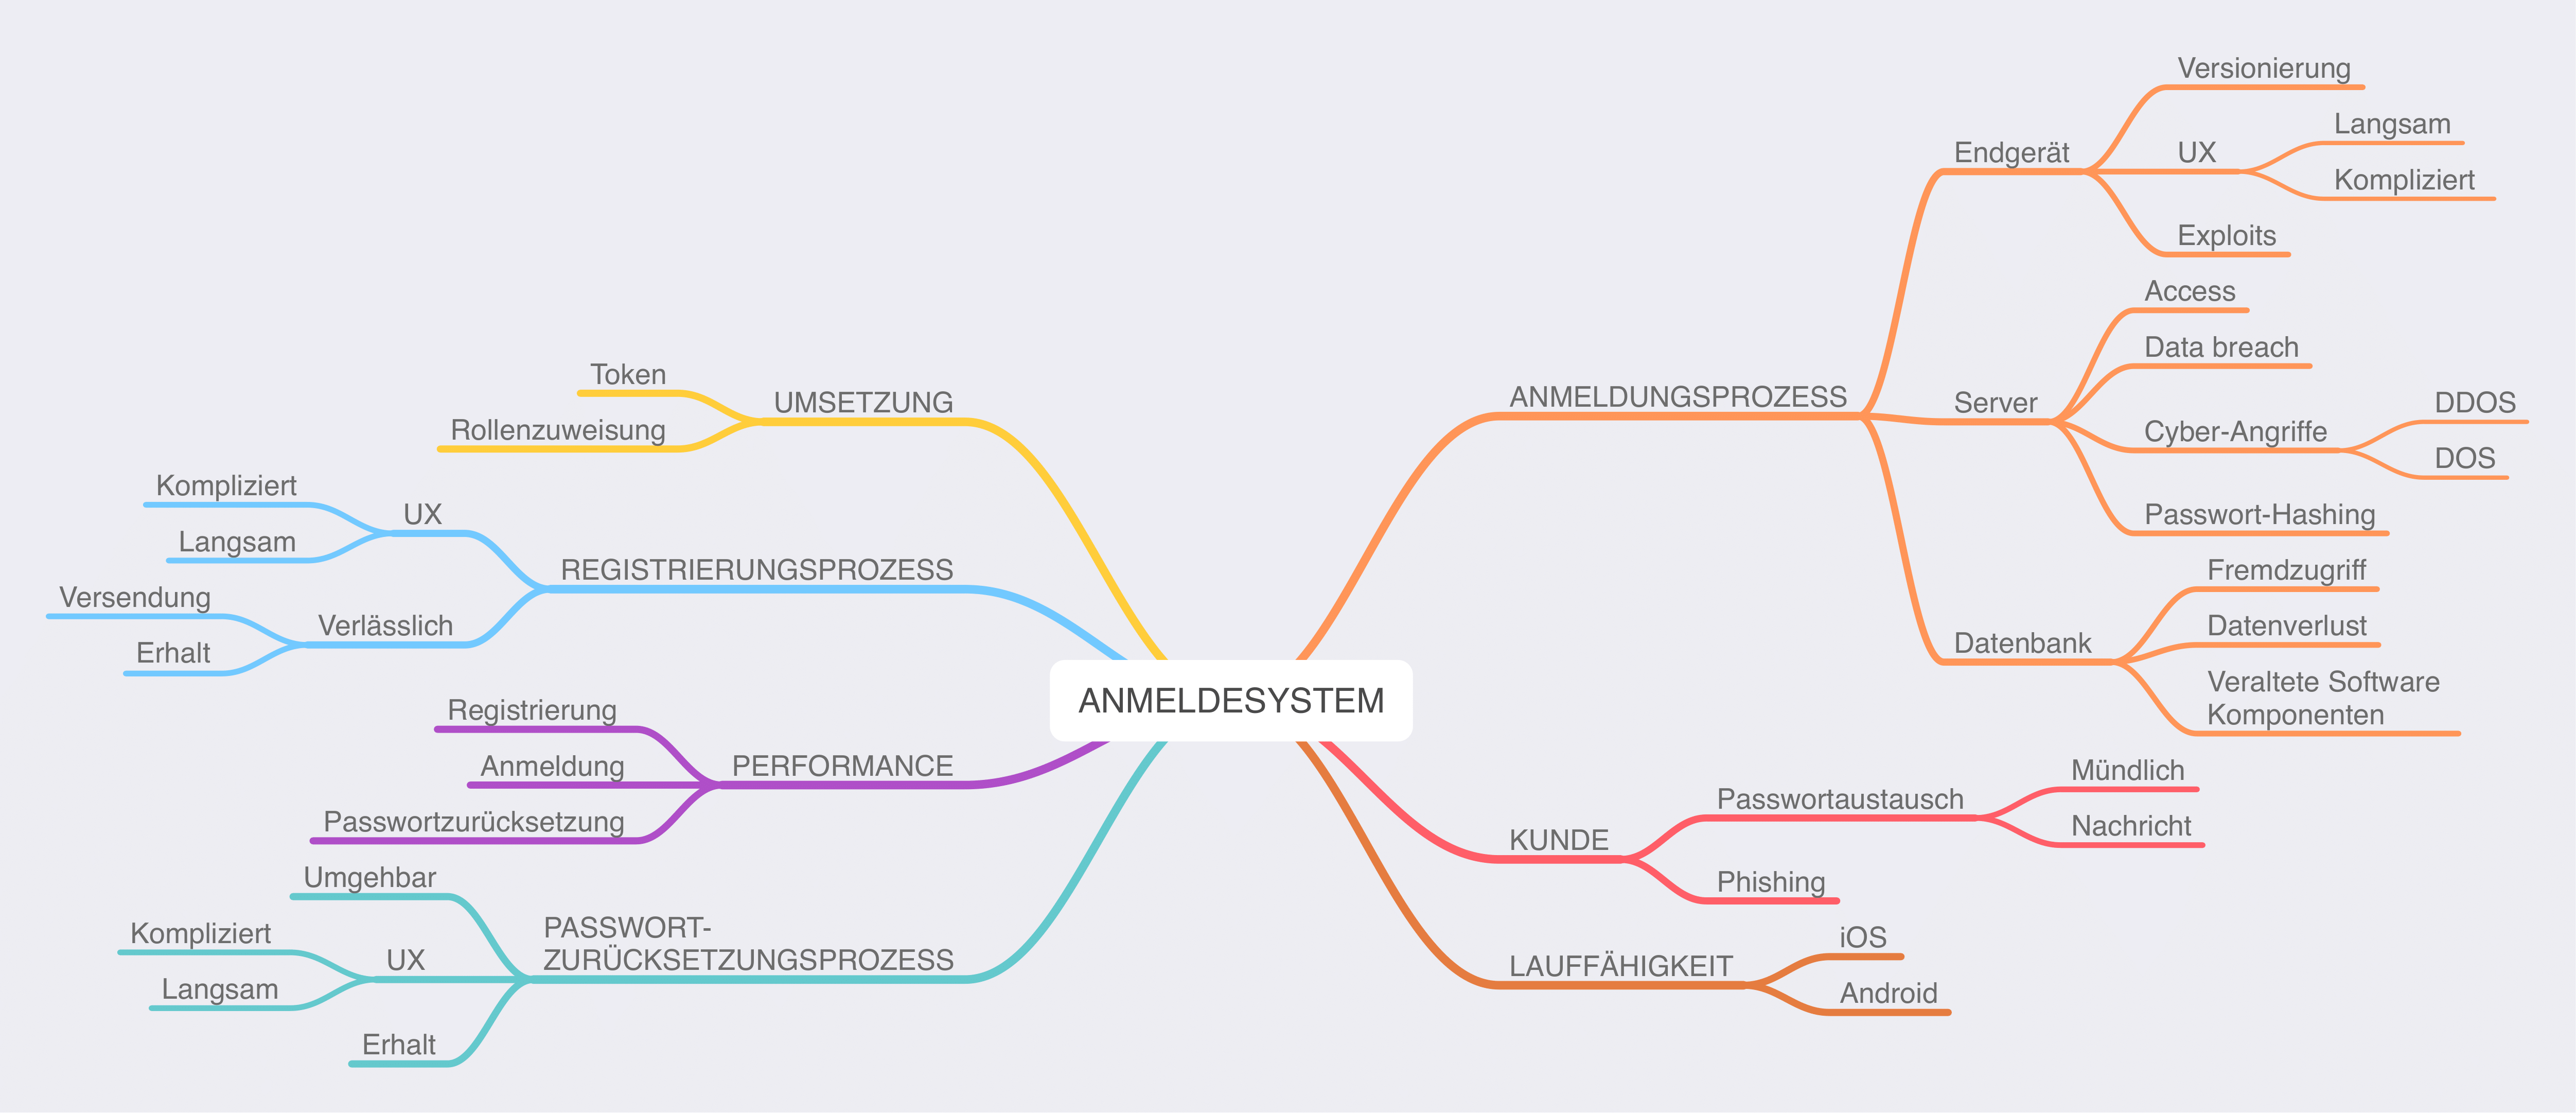 ANMELDESYSTEM
UMSETZUNG
Token
Rollenzuweisung
REGISTRIERUNGSPROZESS
UX
Kompliziert
Langsam
Verlässlich
Versendung
Erhalt
PERFORMANCE
Registrierung
Anmeldung
Passwortzurücksetzung
PASSWORT-
ZURÜCKSETZUNGSPROZESS
Umgehbar
UX
Kompliziert
Langsam
Erhalt
ANMELDUNGSPROZESS
Endgerät
Versionierung
UX
Langsam
Kompliziert
Exploits
Server
Access
Data breach
Cyber-Angriffe
DDOS
DOS
Passwort-Hashing
Datenbank
Fremdzugriff
Datenverlust
Veraltete Software
Komponenten
KUNDE
Passwortaustausch
Mündlich
Nachricht
Phishing
LAUFFÄHIGKEIT
iOS
Android